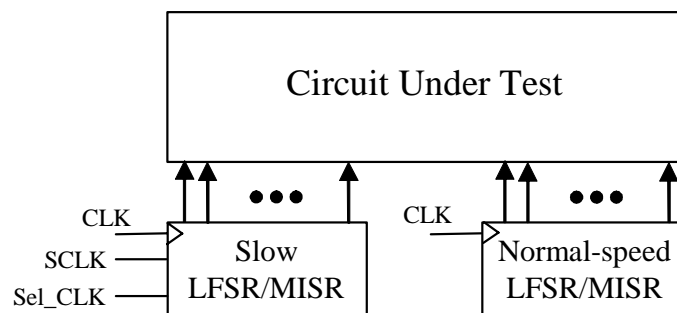 Circuit Under Test
CLK
SCLK
Sel_CLK
Slow
LFSR/MISR
CLK
Normal-speed
LFSR/MISR